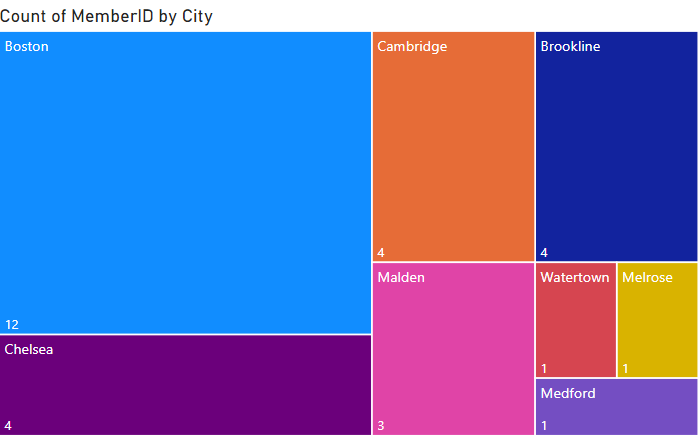 Count of MemberID by City
Boston
12
Chelsea
4
Cambridge
4
Malden
3
Brookline
4
Watertown
1
Melrose
1
Medford
1